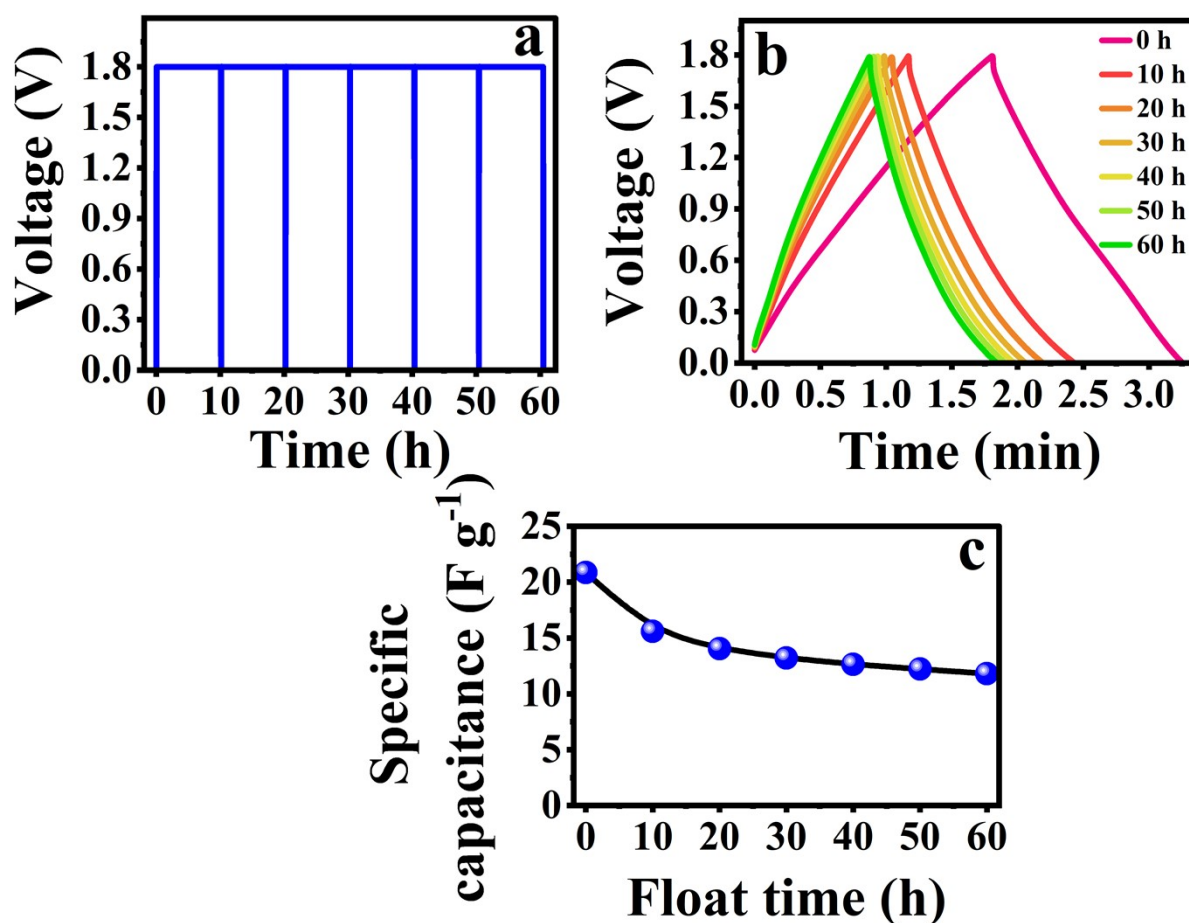 a
Voltage (V)
1.8
1.5
1.2
0.9
0.6
0.3
0.0
0 10 20 30 40 50 60
Time (h)
b
Voltage (V)
1.8
1.5
1.2
0.9
0.6
0.3
0.0
0.0 0.5 1.0 1.5 2.0 2.5 3.0
Time (min)
0 h
10 h
20 h
30 h
40 h
50 h
60 h
c
Specific
capacitance (F g⁻¹)
25
20
15
10
5
0
0 10 20 30 40 50 60
Float time (h)